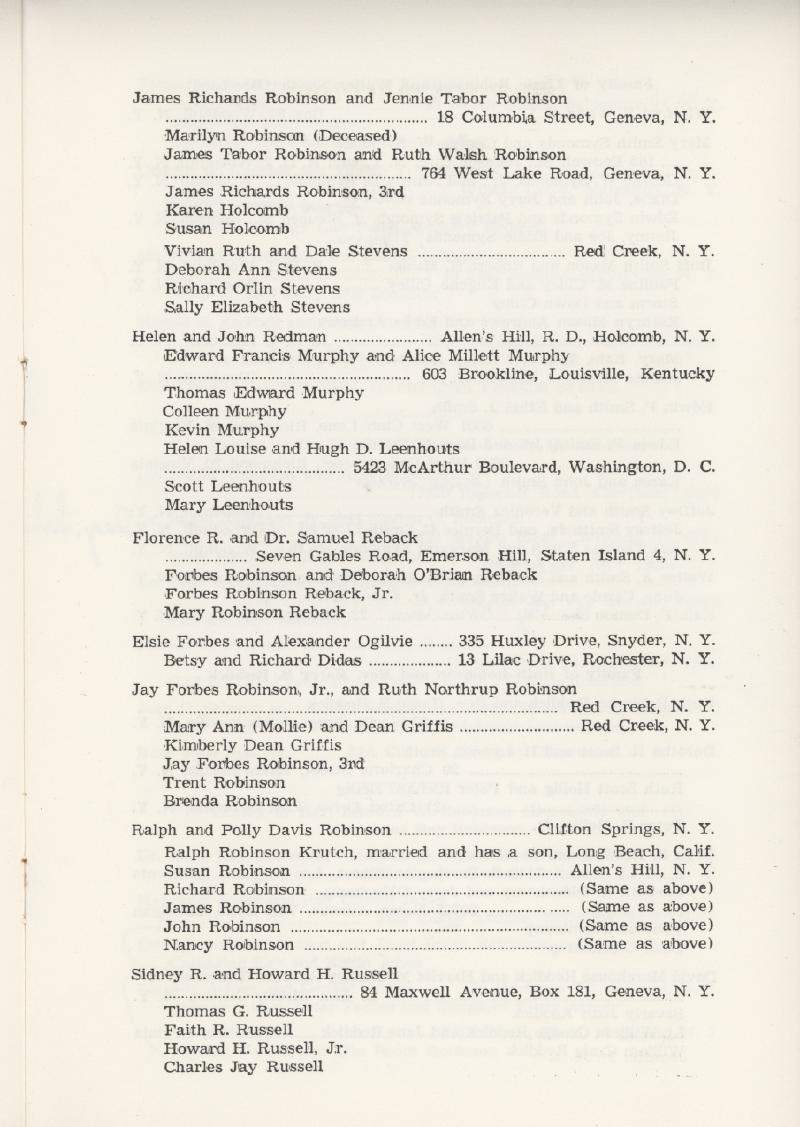 James Richards Robinson and Jennie Tabor Robinson
................................................................ 18 Columbia Street, Geneva, N. Y.
Marilyn Robinson (Deceased)
James Tabor Robinson and Ruth Walsh Robinson
............................................................ 764 West Lake Road, Geneva, N. Y.
James Richards Robinson, 3rd
Karen Holcomb
Susan Holcomb
Vivian Ruth and Dale Stevens .................................... Red Creek, N. Y.
Deborah Ann Stevens
Richard Orlin Stevens
Sally Elizabeth Stevens
Helen and John Redman ........................ Allen's Hill, R. D., Holcomb, N. Y.
Edward Francis Murphy and Alice Millett Murphy
............................................................ 603 Brookline, Louisville, Kentucky
Thomas Edward Murphy
Colleen Murphy
Kevin Murphy
Helen Louise and Hugh D. Leenhouts
............................................ 5423 McArthur Boulevard, Washington, D. C.
Scott Leenhouts
Mary Leenhouts
Florence R. and Dr. Samuel Reback
.................... Seven Gables Road, Emerson Hill, Staten Island 4, N. Y.
Forbes Robinson and Deborah O'Brian Reback
Forbes Robinson Reback, Jr.
Mary Robinson Reback
Elsie Forbes and Alexander Ogilvie ........ 335 Huxley Drive, Snyder, N. Y.
Betsy and Richard Didas .................... 13 Lilac Drive, Rochester, N. Y.
Jay Forbes Robinson, Jr., and Ruth Northrup Robinson
................................................................................................ Red Creek, N. Y.
Mary Ann (Mollie) and Dean Griffis ............................ Red Creek, N. Y.
Kimberly Dean Griffis
Jay Forbes Robinson, 3rd
Trent Robinson
Brenda Robinson
Ralph and Polly Davis Robinson ................................ Clifton Springs, N. Y.
Ralph Robinson Krutch, married and has a son, Long Beach, Calif.
Susan Robinson ................................................................ Allen's Hill, N. Y.
Richard Robinson .............................................................. (Same as above)
James Robinson ............................................................ ..... (Same as above)
John Robinson .................................................................... (Same as above)
Nancy Robinson ................................................................ (Same as above)
Sidney R. and Howard H. Russell
.............................................. 84 Maxwell Avenue, Box 181, Geneva, N. Y.
Thomas G. Russell
Faith R. Russell
Howard H. Russell, Jr.
Charles Jay Russell